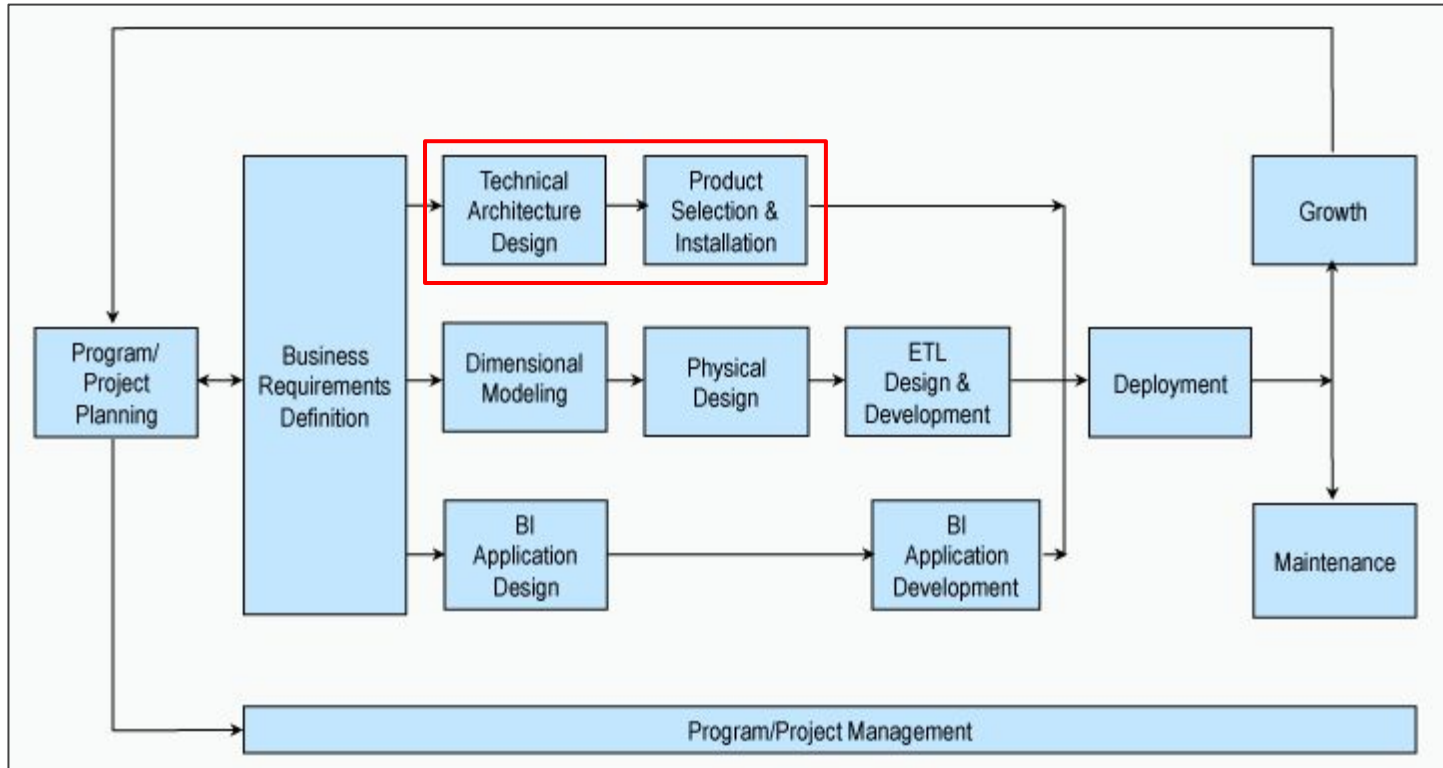 Program/
Project
Planning
Business
Requirements
Definition
Technical
Architecture
Design
Product
Selection &
Installation
Dimensional
Modeling
Physical
Design
ETL
Design &
Development
BI
Application
Design
BI
Application
Development
Deployment
Growth
Maintenance
Program/Project Management